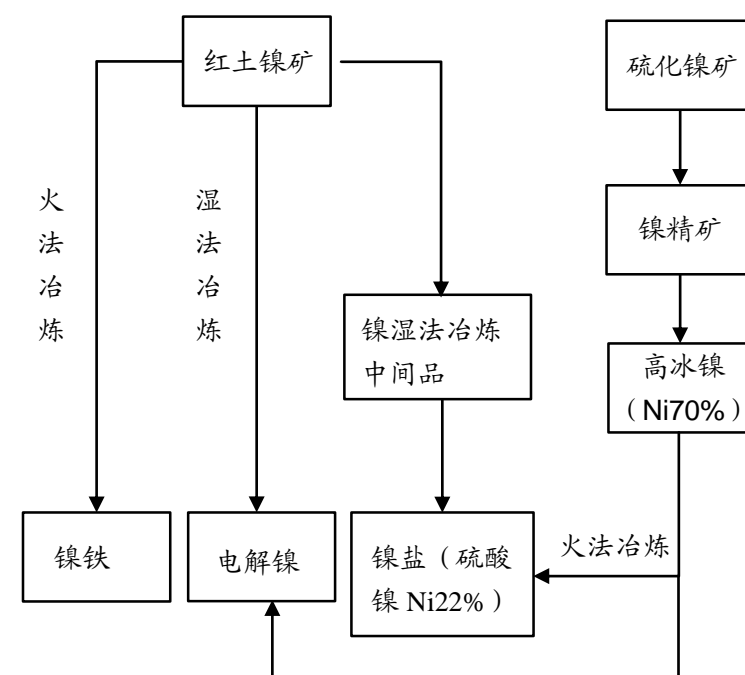 红土镍矿
硫化镍矿
火法冶炼
湿法冶炼
镍精矿
镍湿法冶炼
中间品
高冰镍
（Ni70%）
镍铁
电解镍
镍盐（硫酸
镍 Ni22%）
火法冶炼